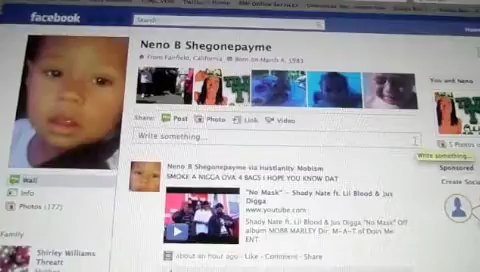 facebook
Search
Neno B Shegonepayme
From Fairfield, California Born on March 4, 1983
You and Neno
Share: Post Photo Link Video
Write something...
5 Photos
Write something...
Wall
Info
Photos (177)
Neno B Shegonepayme via Hustlanity Mobism
SMOKE A NIGGA OVA 4 BAGS I HOPE YOU KNOW DAT
"No Mask" - Shady Nate ft. Lil Blood & Jus
Digga
www.youtube.com
Shady Nate ft. Lil Blood & Jus Digga "No Mask" Off
album MOBB MARLEY Dir: M-A-T of Doin Me
ENT
about an hour ago · Like · Comment · Share
Sponsored
Create
Family
Shirley Williams
Threatt